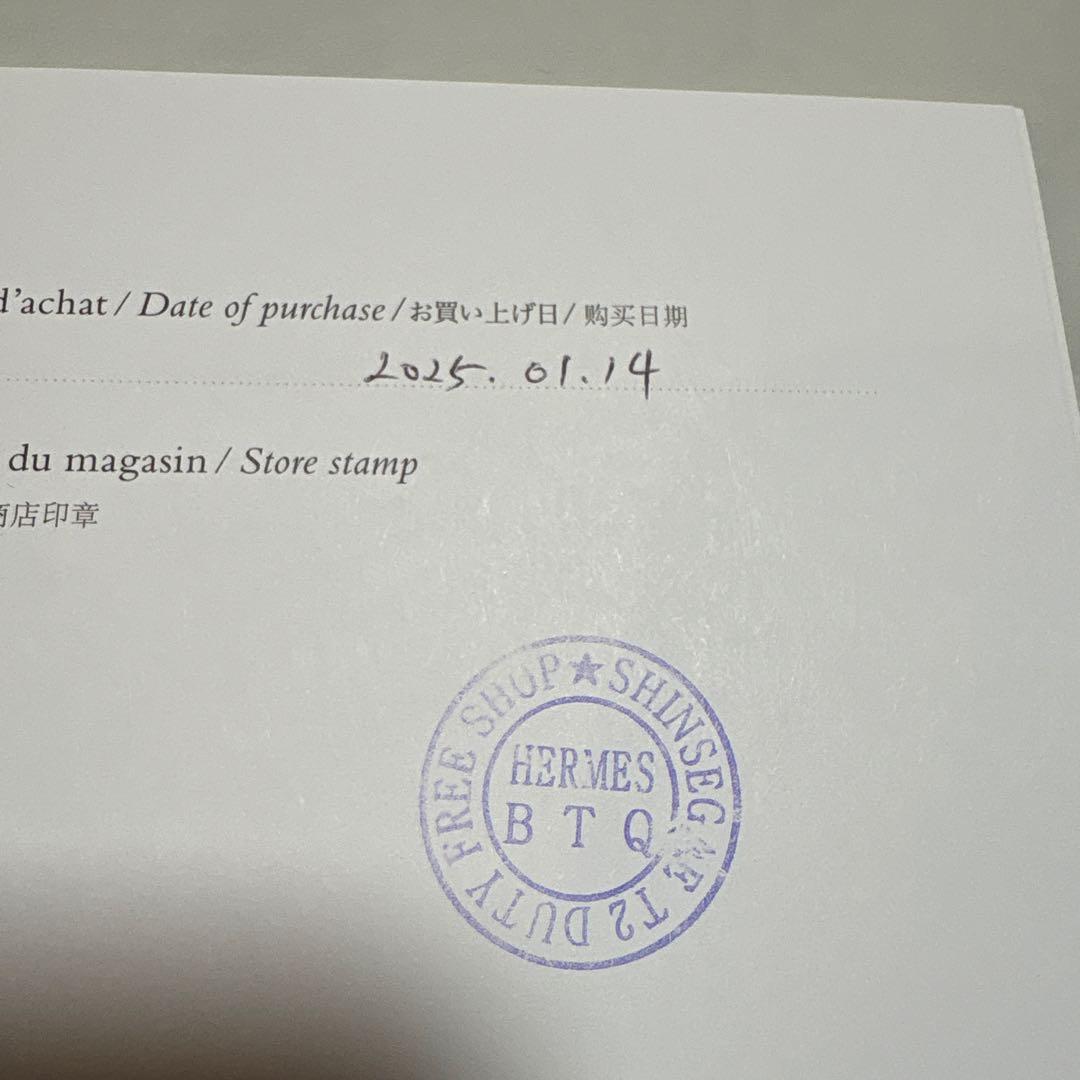 d'achat / Date of purchase / お買い上げ日 / 购买日期
2025. 01. 14
du magasin / Store stamp
商店印章
SHINSEGAE T2 DUTY FREE SHOP ★
HERMES
B T Q